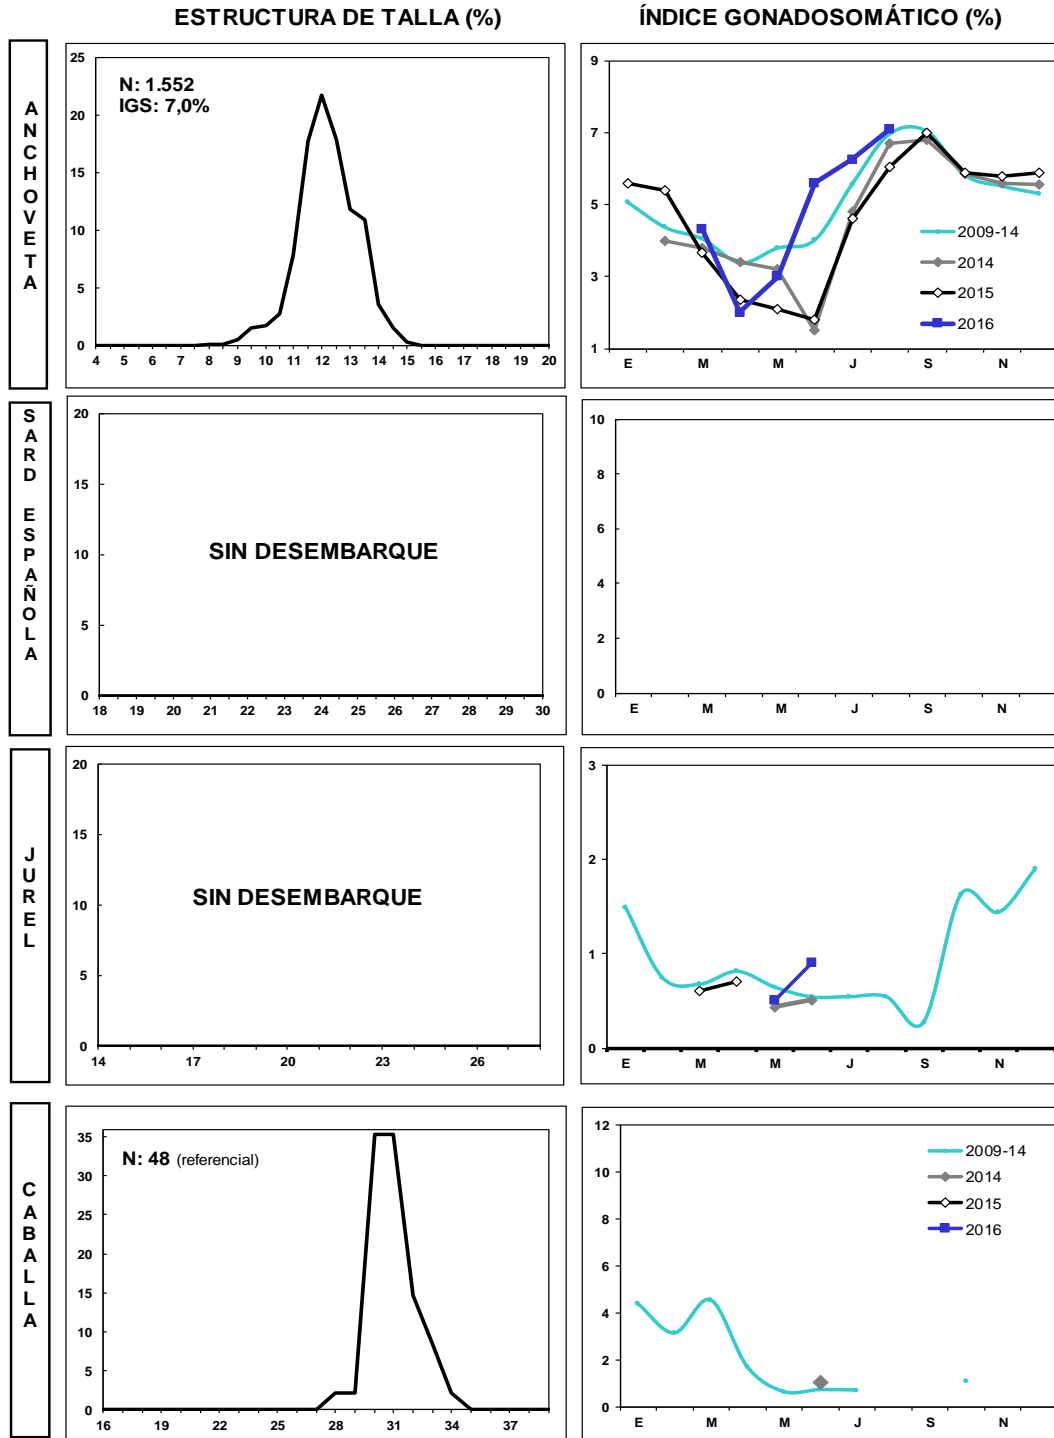 ESTRUCTURA DE TALLA (%)
ÍNDICE GONADOSOMÁTICO (%)
ANCHOVETA
N: 1.552
IGS: 7,0%
25
20
15
10
5
0
4 5 6 7 8 9 10 11 12 13 14 15 16 17 18 19 20
9
7
5
3
1
E M M J S N
2009-14
2014
2015
2016
SARD ESPAÑOLA
20
15
10
5
0
SIN DESEMBARQUE
18 19 20 21 22 23 24 25 26 27 28 29 30
10
8
6
4
2
0
E M M J S N
JUREL
20
15
10
5
0
SIN DESEMBARQUE
14 17 20 23 26
3
2
1
0
E M M J S N
CABALLA
35
30
25
20
15
10
5
0
N: 48 (referencial)
16 19 22 25 28 31 34 37
12
10
8
6
4
2
0
2009-14
2014
2015
2016
E M M J S N